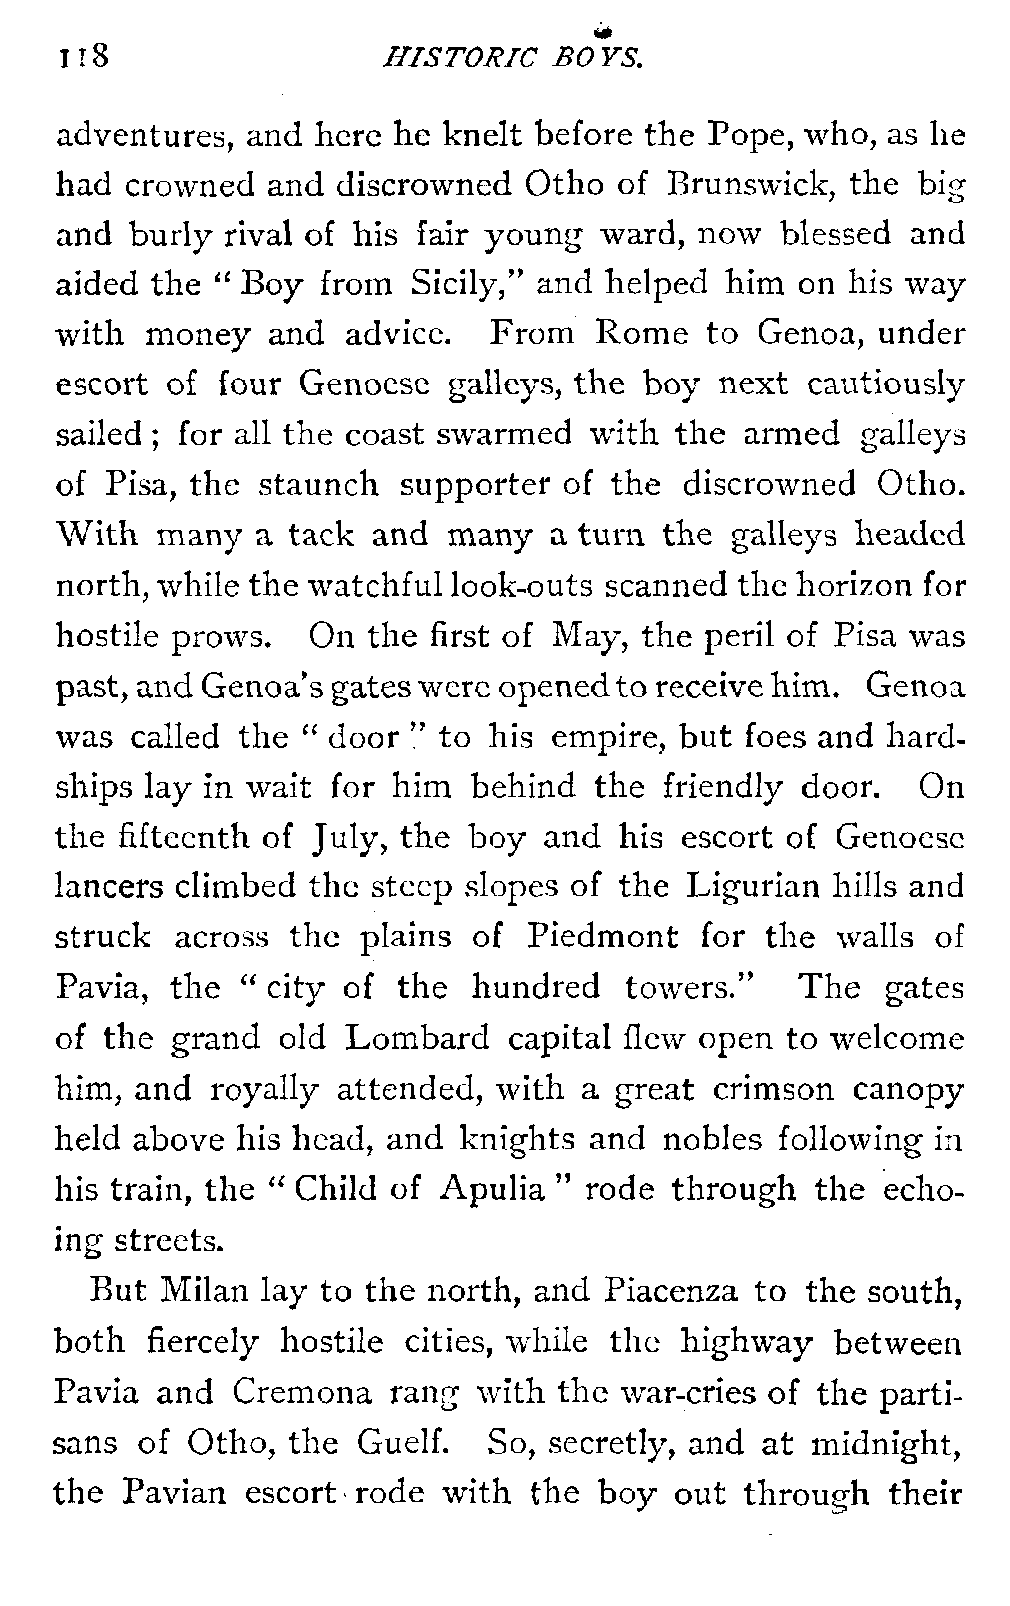 118 HISTORIC BOYS.
adventures, and here he knelt before the Pope, who, as he
had crowned and discrowned Otho of Brunswick, the big
and burly rival of his fair young ward, now blessed and
aided the “ Boy from Sicily,” and helped him on his way
with money and advice. From Rome to Genoa, under
escort of four Genoese galleys, the boy next cautiously
sailed ; for all the coast swarmed with the armed galleys
of Pisa, the staunch supporter of the discrowned Otho.
With many a tack and many a turn the galleys headed
north, while the watchful look-outs scanned the horizon for
hostile prows. On the first of May, the peril of Pisa was
past, and Genoa’s gates were opened to receive him. Genoa
was called the “ door ” to his empire, but foes and hard-
ships lay in wait for him behind the friendly door. On
the fifteenth of July, the boy and his escort of Genoese
lancers climbed the steep slopes of the Ligurian hills and
struck across the plains of Piedmont for the walls of
Pavia, the “ city of the hundred towers.” The gates
of the grand old Lombard capital flew open to welcome
him, and royally attended, with a great crimson canopy
held above his head, and knights and nobles following in
his train, the “ Child of Apulia ” rode through the echo-
ing streets.
But Milan lay to the north, and Piacenza to the south,
both fiercely hostile cities, while the highway between
Pavia and Cremona rang with the war-cries of the parti-
sans of Otho, the Guelf. So, secretly, and at midnight,
the Pavian escort rode with the boy out through their